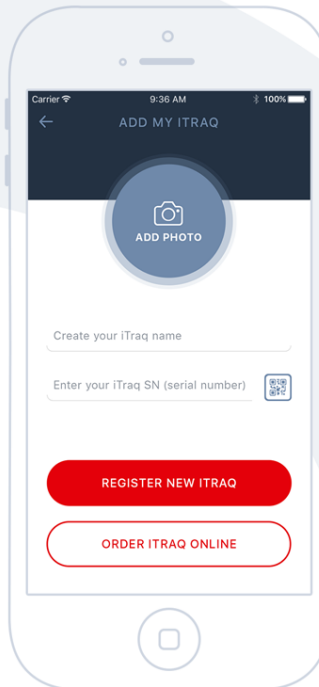 Carrier 9:36 AM 100%
ADD MY ITRAQ
ADD PHOTO
Create your iTraq name
Enter your iTraq SN (serial number)
REGISTER NEW ITRAQ
ORDER ITRAQ ONLINE